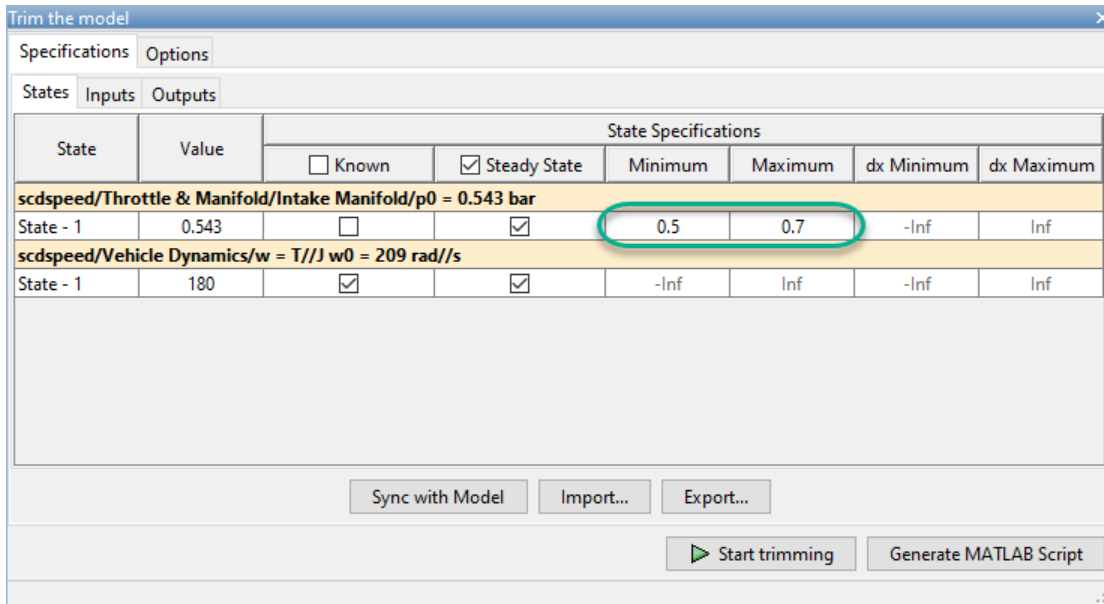 Trim the model
Specifications Options
States Inputs Outputs
State Value State Specifications
Known Steady State Minimum Maximum dx Minimum dx Maximum
scdspeed/Throttle & Manifold/Intake Manifold/p0 = 0.543 bar
State - 1 0.543 0.5 0.7 -Inf Inf
scdspeed/Vehicle Dynamics/w = T//J w0 = 209 rad//s
State - 1 180 -Inf Inf -Inf Inf
Sync with Model Import... Export...
Start trimming Generate MATLAB Script